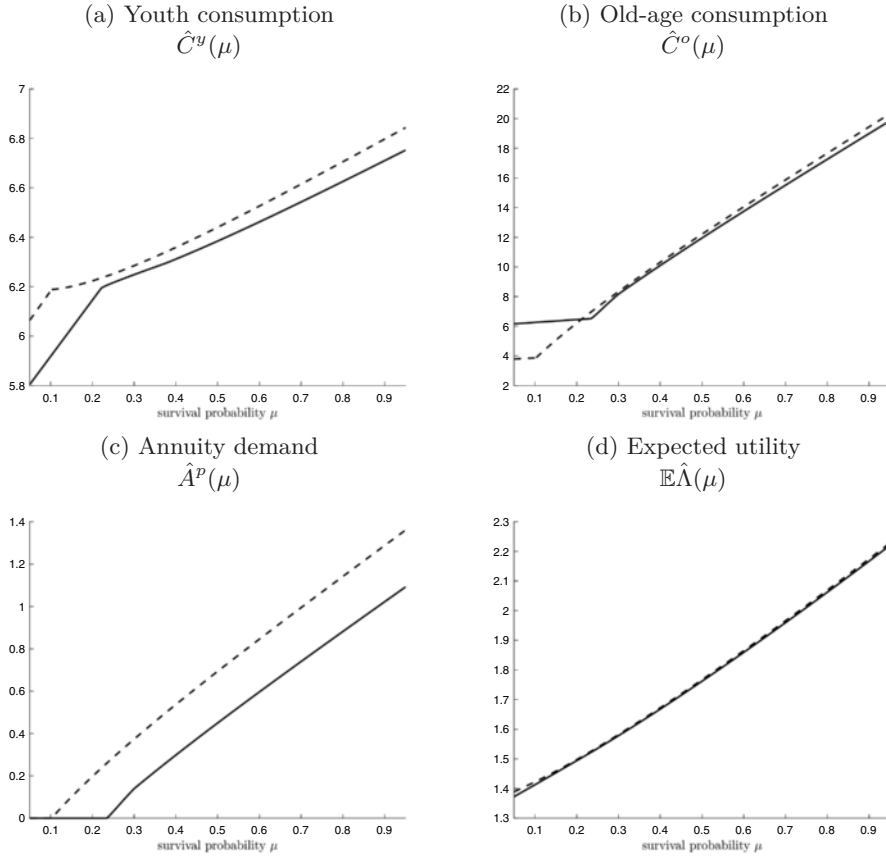 (a) Youth consumption
Ĉʸ(μ)
7
6.8
6.6
6.4
6.2
6
5.8
0.1 0.2 0.3 0.4 0.5 0.6 0.7 0.8 0.9
survival probability μ
(b) Old-age consumption
Ĉᵒ(μ)
22
20
18
16
14
12
10
8
6
4
2
0.1 0.2 0.3 0.4 0.5 0.6 0.7 0.8 0.9
survival probability μ
(c) Annuity demand
Âᵖ(μ)
1.4
1.2
1
0.8
0.6
0.4
0.2
0
0.1 0.2 0.3 0.4 0.5 0.6 0.7 0.8 0.9
survival probability μ
(d) Expected utility
𝔼Λ̂(μ)
2.3
2.2
2.1
2
1.9
1.8
1.7
1.6
1.5
1.4
1.3
0.1 0.2 0.3 0.4 0.5 0.6 0.7 0.8 0.9
survival probability μ